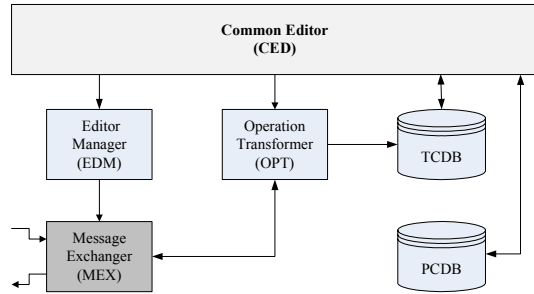 Common Editor
(CED)
Editor
Manager
(EDM)
Operation
Transformer
(OPT)
TCDB
Message
Exchanger
(MEX)
PCDB